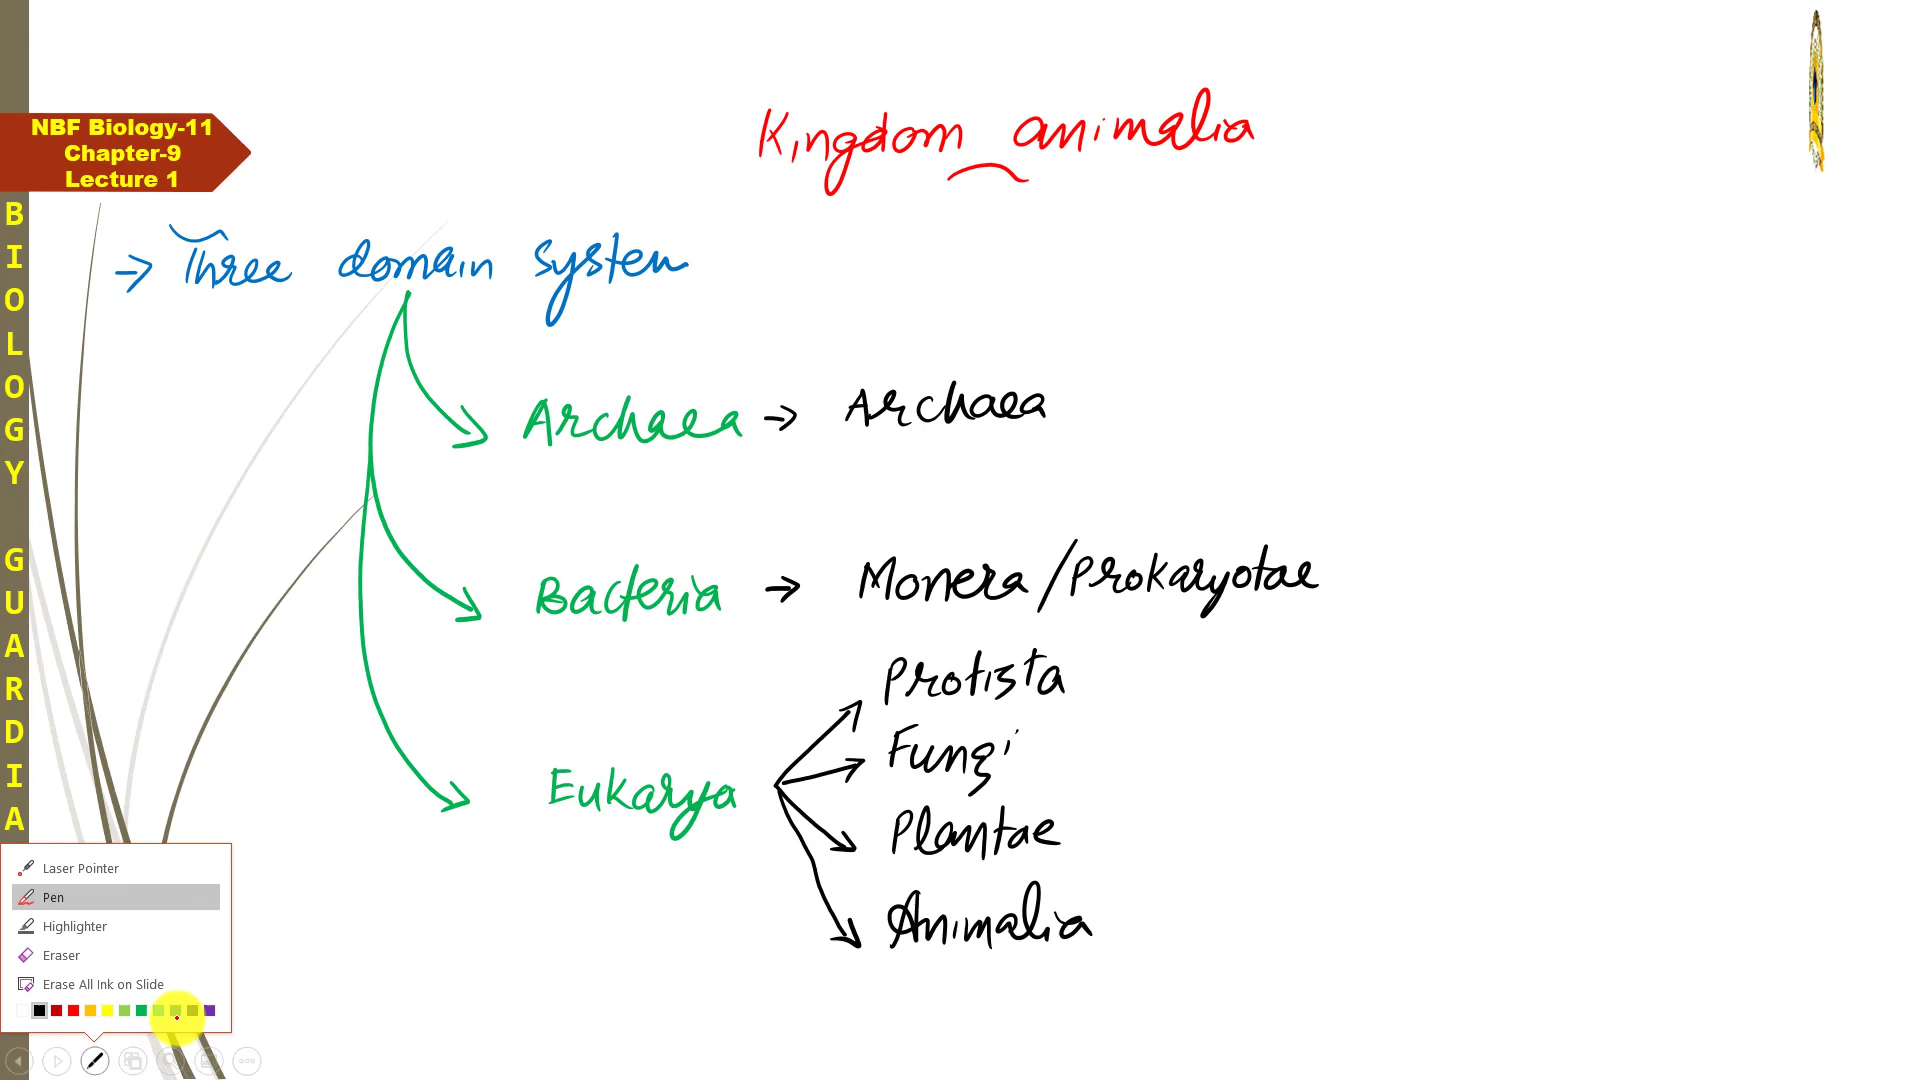 Kingdom animalia
NBF Biology-11
Chapter-9
Lecture 1
BIOLOGY GUARDIA
→ Three domain system
Archaea → Archaea
Bacteria → Monera/Prokaryotae
Eukarya
Protista
Fungi
Plantae
Animalia
Laser Pointer
Pen
Highlighter
Eraser
Erase All Ink on Slide